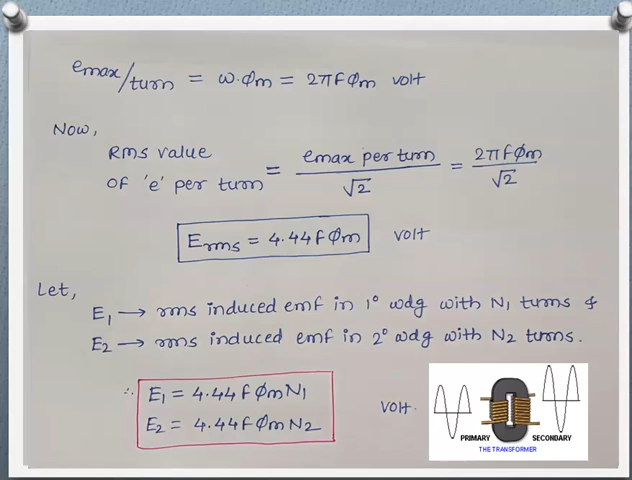 emax/turn = ω.Φm = 2πfΦm volt
Now,
Rms value of 'e' per turn = emax per turn / √2 = 2πfΦm / √2
Erms = 4.44fΦm volt
Let,
E₁ → rms induced emf in 1° wdg with N₁ turns &
E₂ → rms induced emf in 2° wdg with N₂ turns.
∴ E₁ = 4.44fΦmN₁
E₂ = 4.44fΦmN₂ volt.
PRIMARY SECONDARY
THE TRANSFORMER